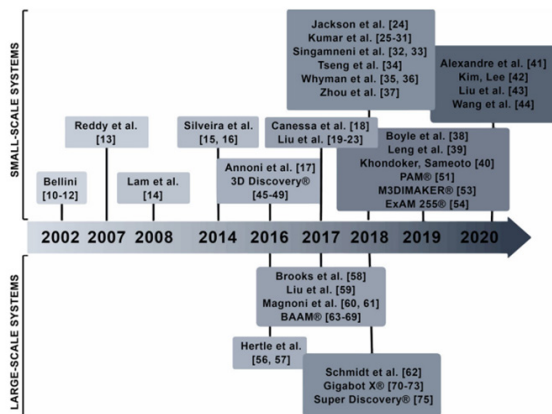 SMALL-SCALE SYSTEMS
Jackson et al. [24]
Kumar et al. [25-31]
Singamneni et al. [32, 33]
Tseng et al. [34]
Whyman et al. [35, 36]
Zhou et al. [37]
Alexandre et al. [41]
Kim, Lee [42]
Liu et al. [43]
Wang et al. [44]
Reddy et al.
[13]
Silveira et al.
[15, 16]
Canessa et al. [18]
Liu et al. [19-23]
Boyle et al. [38]
Leng et al. [39]
Khondoker, Sameoto [40]
PAM® [51]
M3DIMAKER® [53]
ExAM 255® [54]
Bellini
[10-12]
Lam et al.
[14]
Annoni et al. [17]
3D Discovery®
[45-49]
2002 2007 2008 2014 2016 2017 2018 2019 2020
LARGE-SCALE SYSTEMS
Brooks et al. [58]
Liu et al. [59]
Magnoni et al. [60, 61]
BAAM® [63-69]
Hertle et al.
[56, 57]
Schmidt et al. [62]
Gigabot X® [70-73]
Super Discovery® [75]